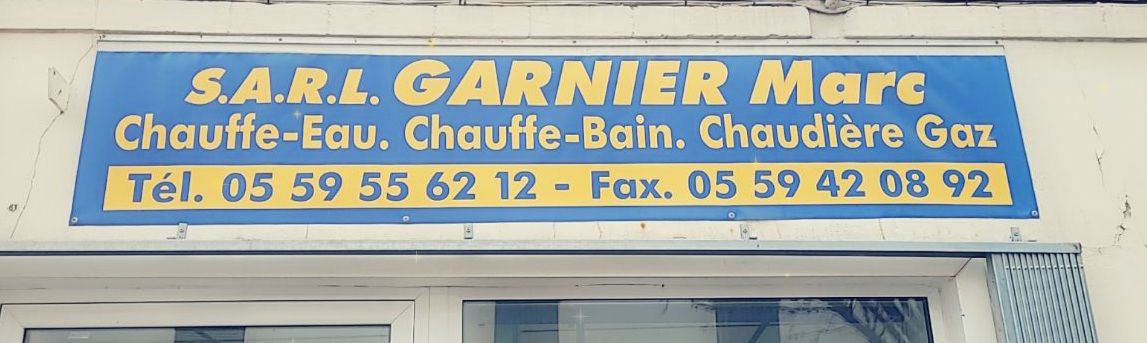 S.A.R.L. GARNIER Marc
Chauffe-Eau. Chauffe-Bain. Chaudière Gaz
Tél. 05 59 55 62 12 - Fax. 05 59 42 08 92